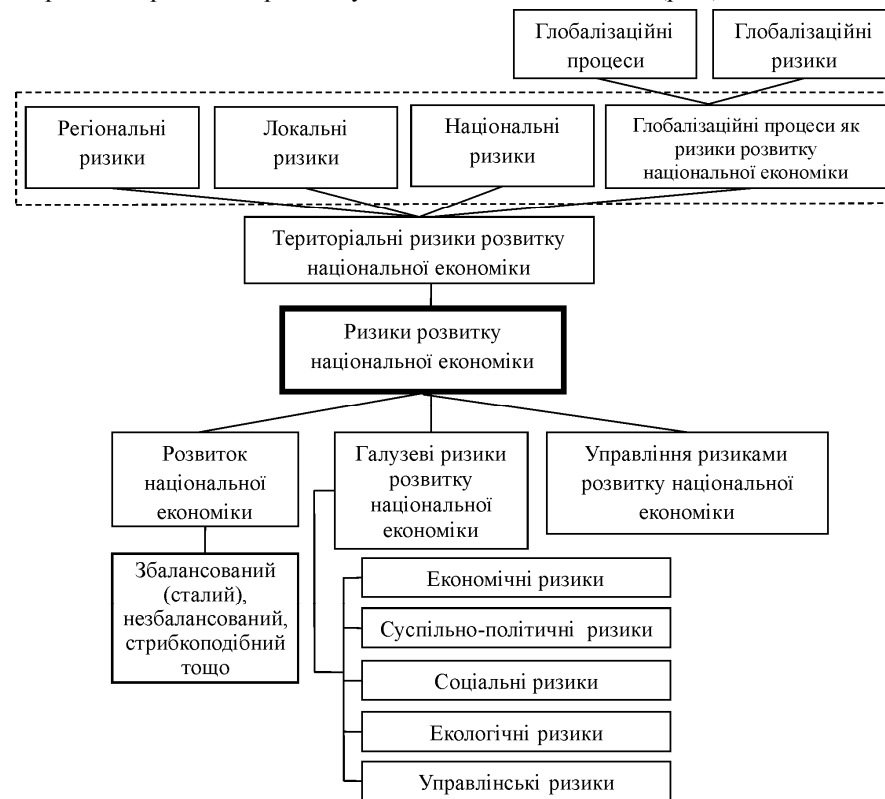 Глобалізаційні
процеси
Глобалізаційні
ризики
Регіональні
ризики
Локальні
ризики
Національні
ризики
Глобалізаційні процеси як
ризики розвитку
національної економіки
Територіальні ризики розвитку
національної економіки
Ризики розвитку
національної економіки
Розвиток
національної
економіки
Галузеві ризики
розвитку
національної
економіки
Управління ризиками
розвитку національної
економіки
Збалансований
(сталий),
незбалансований,
стрибкоподібний
тощо
Економічні ризики
Суспільно-політичні ризики
Соціальні ризики
Екологічні ризики
Управлінські ризики